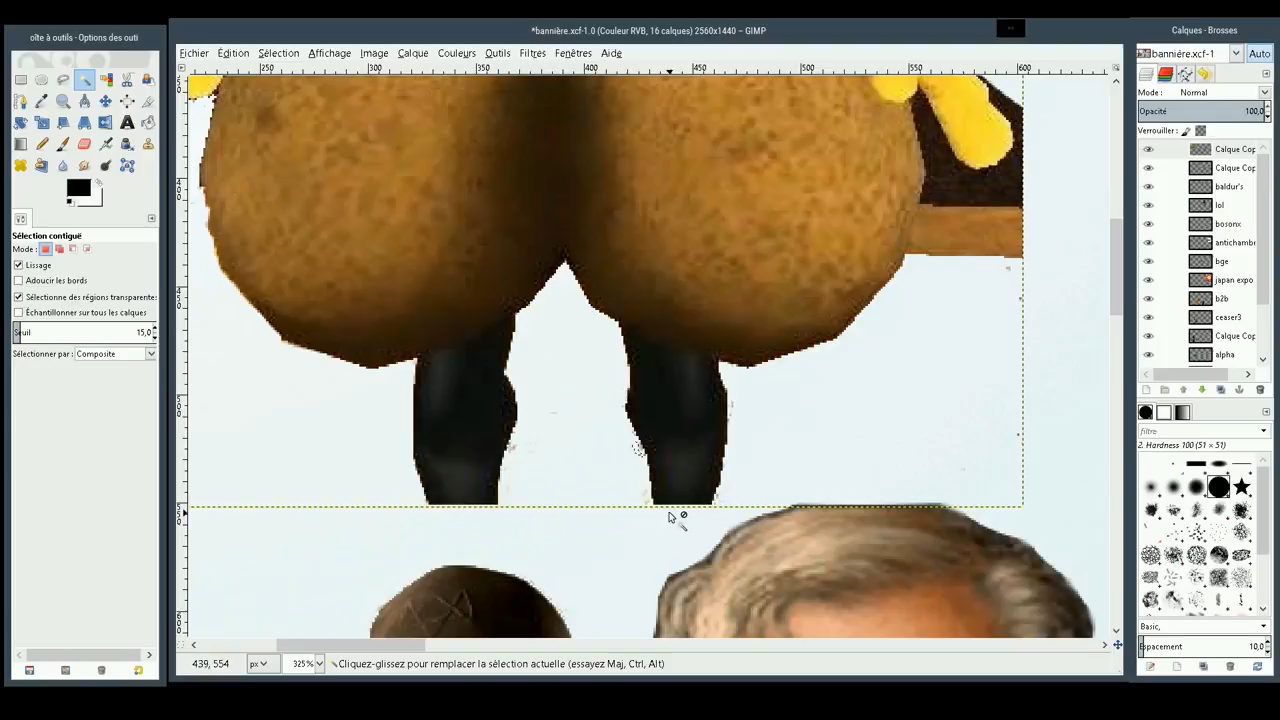 oîte à outils - Options des outi
*bannière.xcf-1.0 (Couleur RVB, 16 calques) 2560x1440 – GIMP
Calques - Brosses
Fichier Édition Sélection Affichage Image Calque Couleurs Outils Filtres Fenêtres Aide
bannière.xcf-1
Auto
250 350 400 450 500 550 600
Mode : Normal
Opacité 100,0
Verrouiller :
Calque Cop
Calque Cop
baldur's
lol
bosonx
antichambre
bge
japan expo
b2b
ceaser3
Calque Cop
alpha
Sélection contiguë
Mode :
Lissage
Adoucir les bords
Sélectionne des régions transparente:
Échantillonner sur tous les calques
Seuil 15,0
Sélectionner par : Composite
filtre
2. Hardness 100 (51 × 51)
Basic,
Espacement 10,0
439, 554 px 325% Cliquez-glissez pour remplacer la sélection actuelle (essayez Maj, Ctrl, Alt)